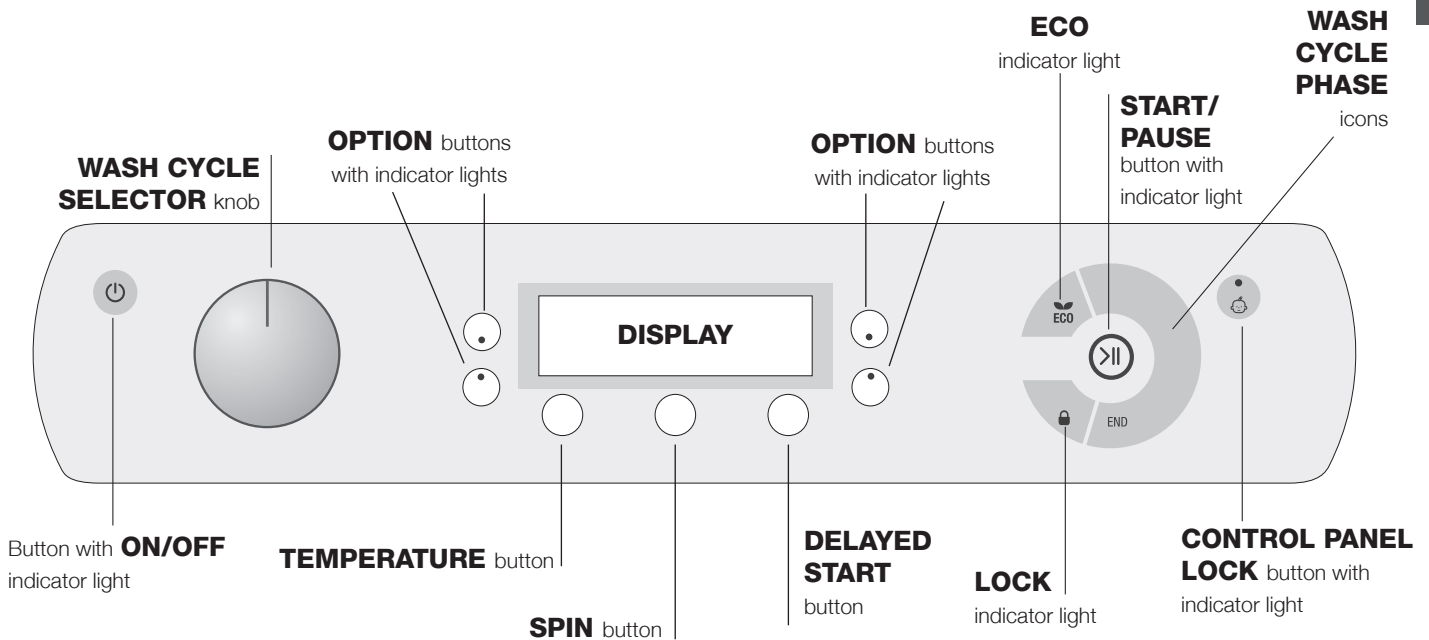 ECO
indicator light
WASH
CYCLE
PHASE
icons
START/
PAUSE
button with
indicator light
OPTION buttons
with indicator lights
OPTION buttons
with indicator lights
WASH CYCLE
SELECTOR knob
DISPLAY
ECO
END
Button with ON/OFF
indicator light
TEMPERATURE button
SPIN button
DELAYED
START
button
LOCK
indicator light
CONTROL PANEL
LOCK button with
indicator light